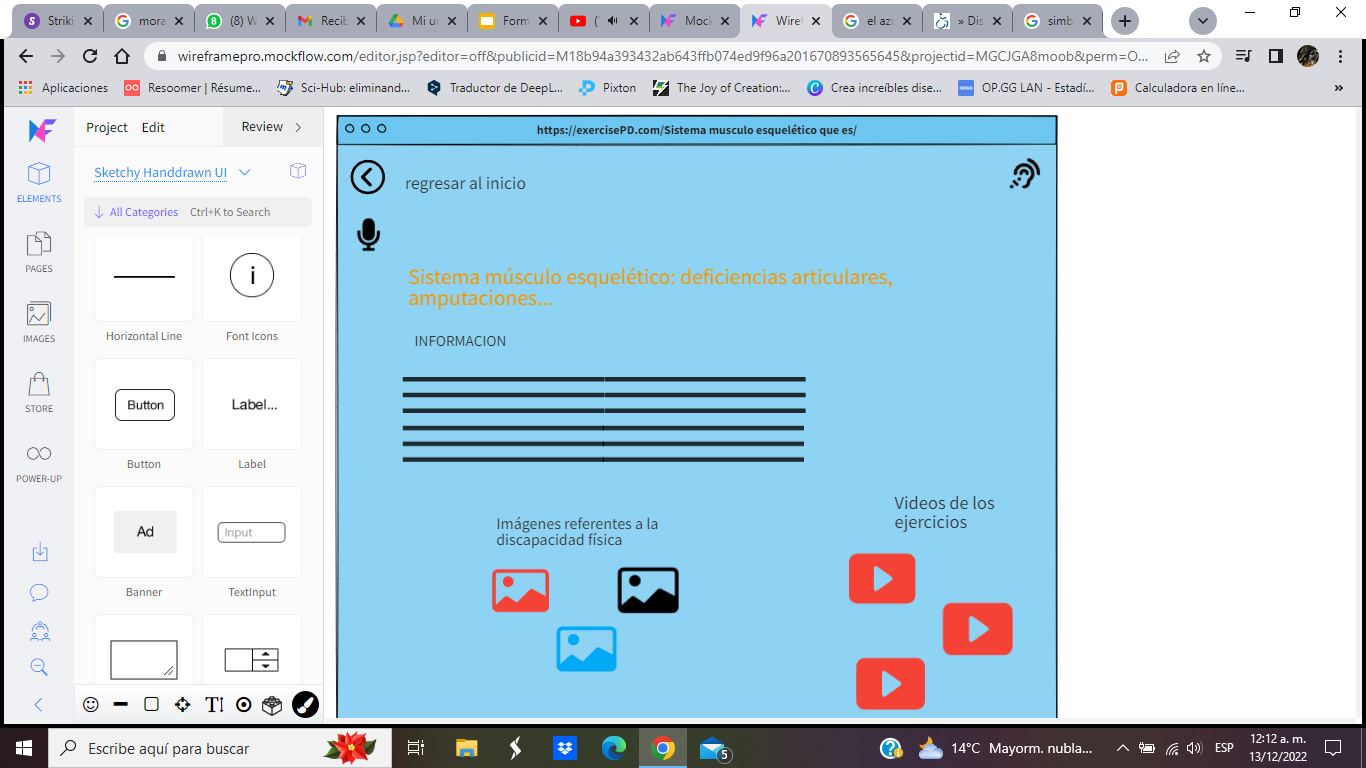 Striki
mora
(8) W
Recib
Mi ur
Form
(
Mock
Wiref
el az
» Dis
simb
wireframepro.mockflow.com/editor.jsp?editor=off&publicid=M18b94a393432ab643ffb074ed9f96a201670893565645&projectid=MGCJGA8moob&perm=O...
Aplicaciones
Resoomer | Résume...
Sci-Hub: eliminand...
Traductor de DeepL...
Pixton
The Joy of Creation:...
Crea increíbles dise...
OP.GG LAN - Estadí...
Calculadora en líne...
»
Project Edit Review
Sketchy Handdrawn UI
All Categories Ctrl+K to Search
ELEMENTS
PAGES
IMAGES
STORE
POWER-UP
i
Horizontal Line Font Icons
Button Label...
Button Label
Ad Input
Banner TextInput
https://exercisePD.com/Sistema musculo esquelético que es/
regresar al inicio
Sistema músculo esquelético: deficiencias articulares,
amputaciones...
INFORMACION
Imágenes referentes a la
discapacidad física
Videos de los
ejercicios
Escribe aquí para buscar
5
14°C Mayorm. nubla...
ESP
12:12 a. m.
13/12/2022